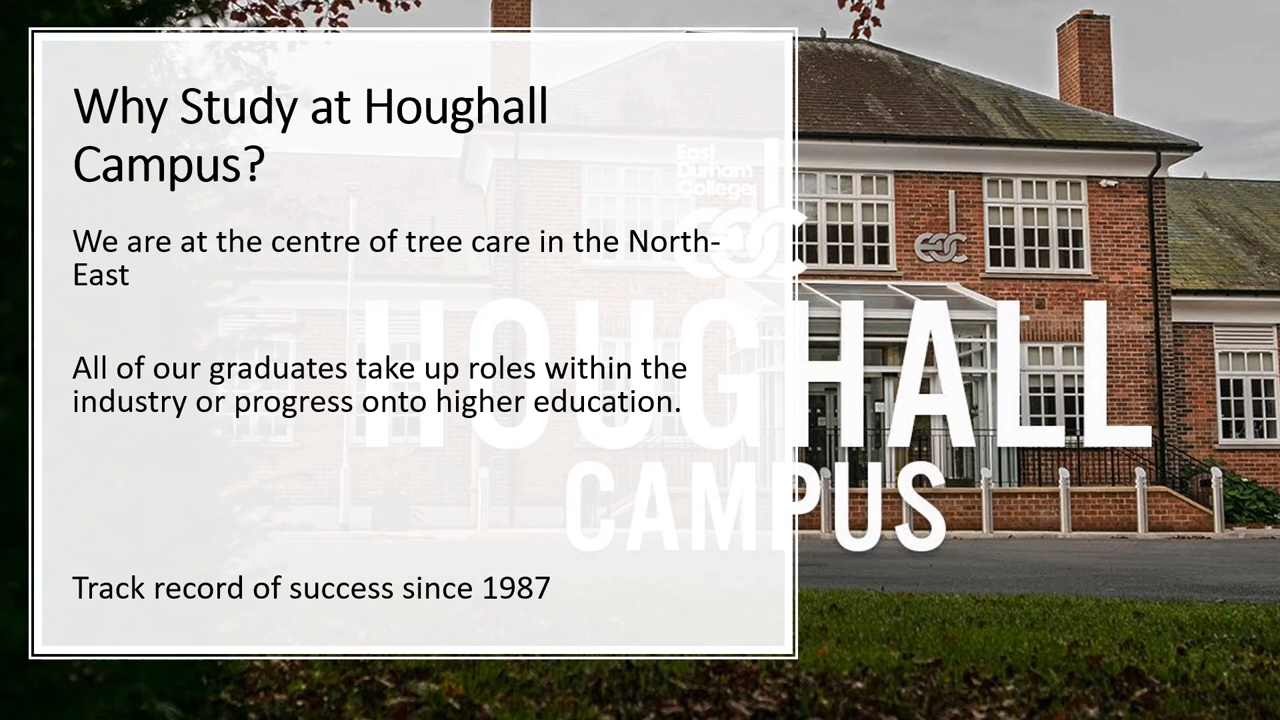 Why Study at Houghall
Campus?
We are at the centre of tree care in the North-
East
All of our graduates take up roles within the
industry or progress onto higher education.
Track record of success since 1987
East
Durham
College
edc
edc
HOUGHALL
CAMPUS